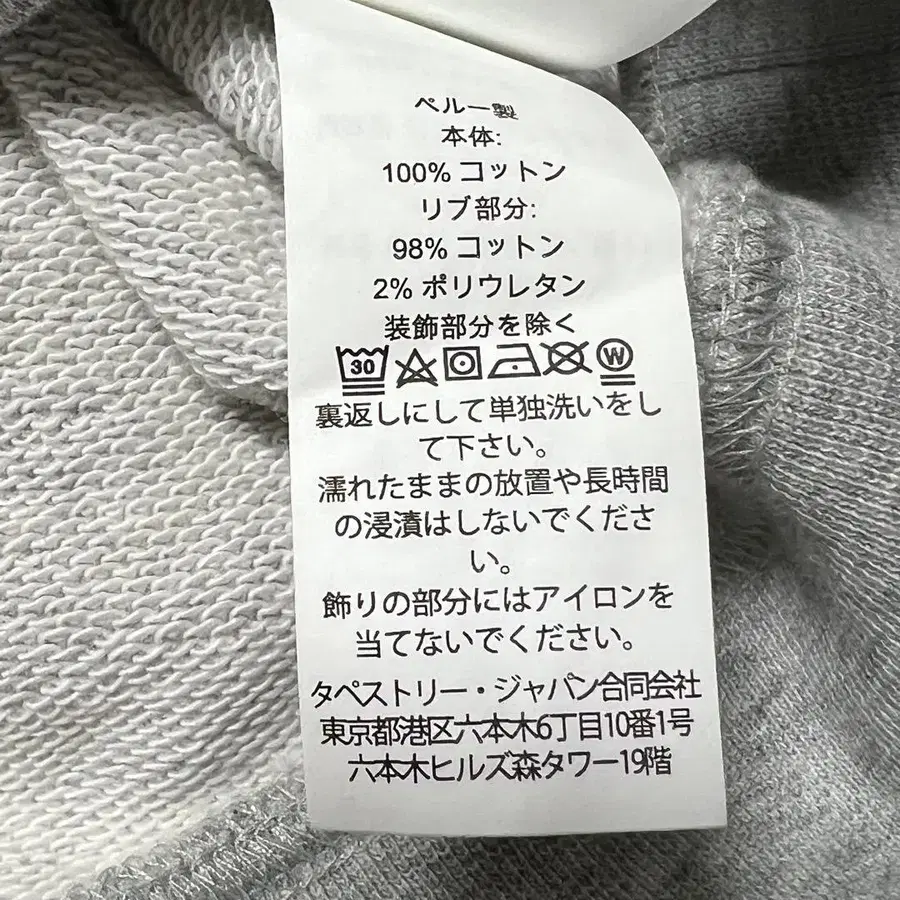 ペルー製
本体:
100% コットン
リブ部分:
98% コットン
2% ポリウレタン
装飾部分を除く
30 W
裏返しにして単独洗いをし
て下さい。
濡れたままの放置や長時間
の浸漬はしないでくださ
い。
飾りの部分にはアイロンを
当てないでください。
タペストリー・ジャパン合同会社
東京都港区六本木6丁目10番1号
六本木ヒルズ森タワー19階